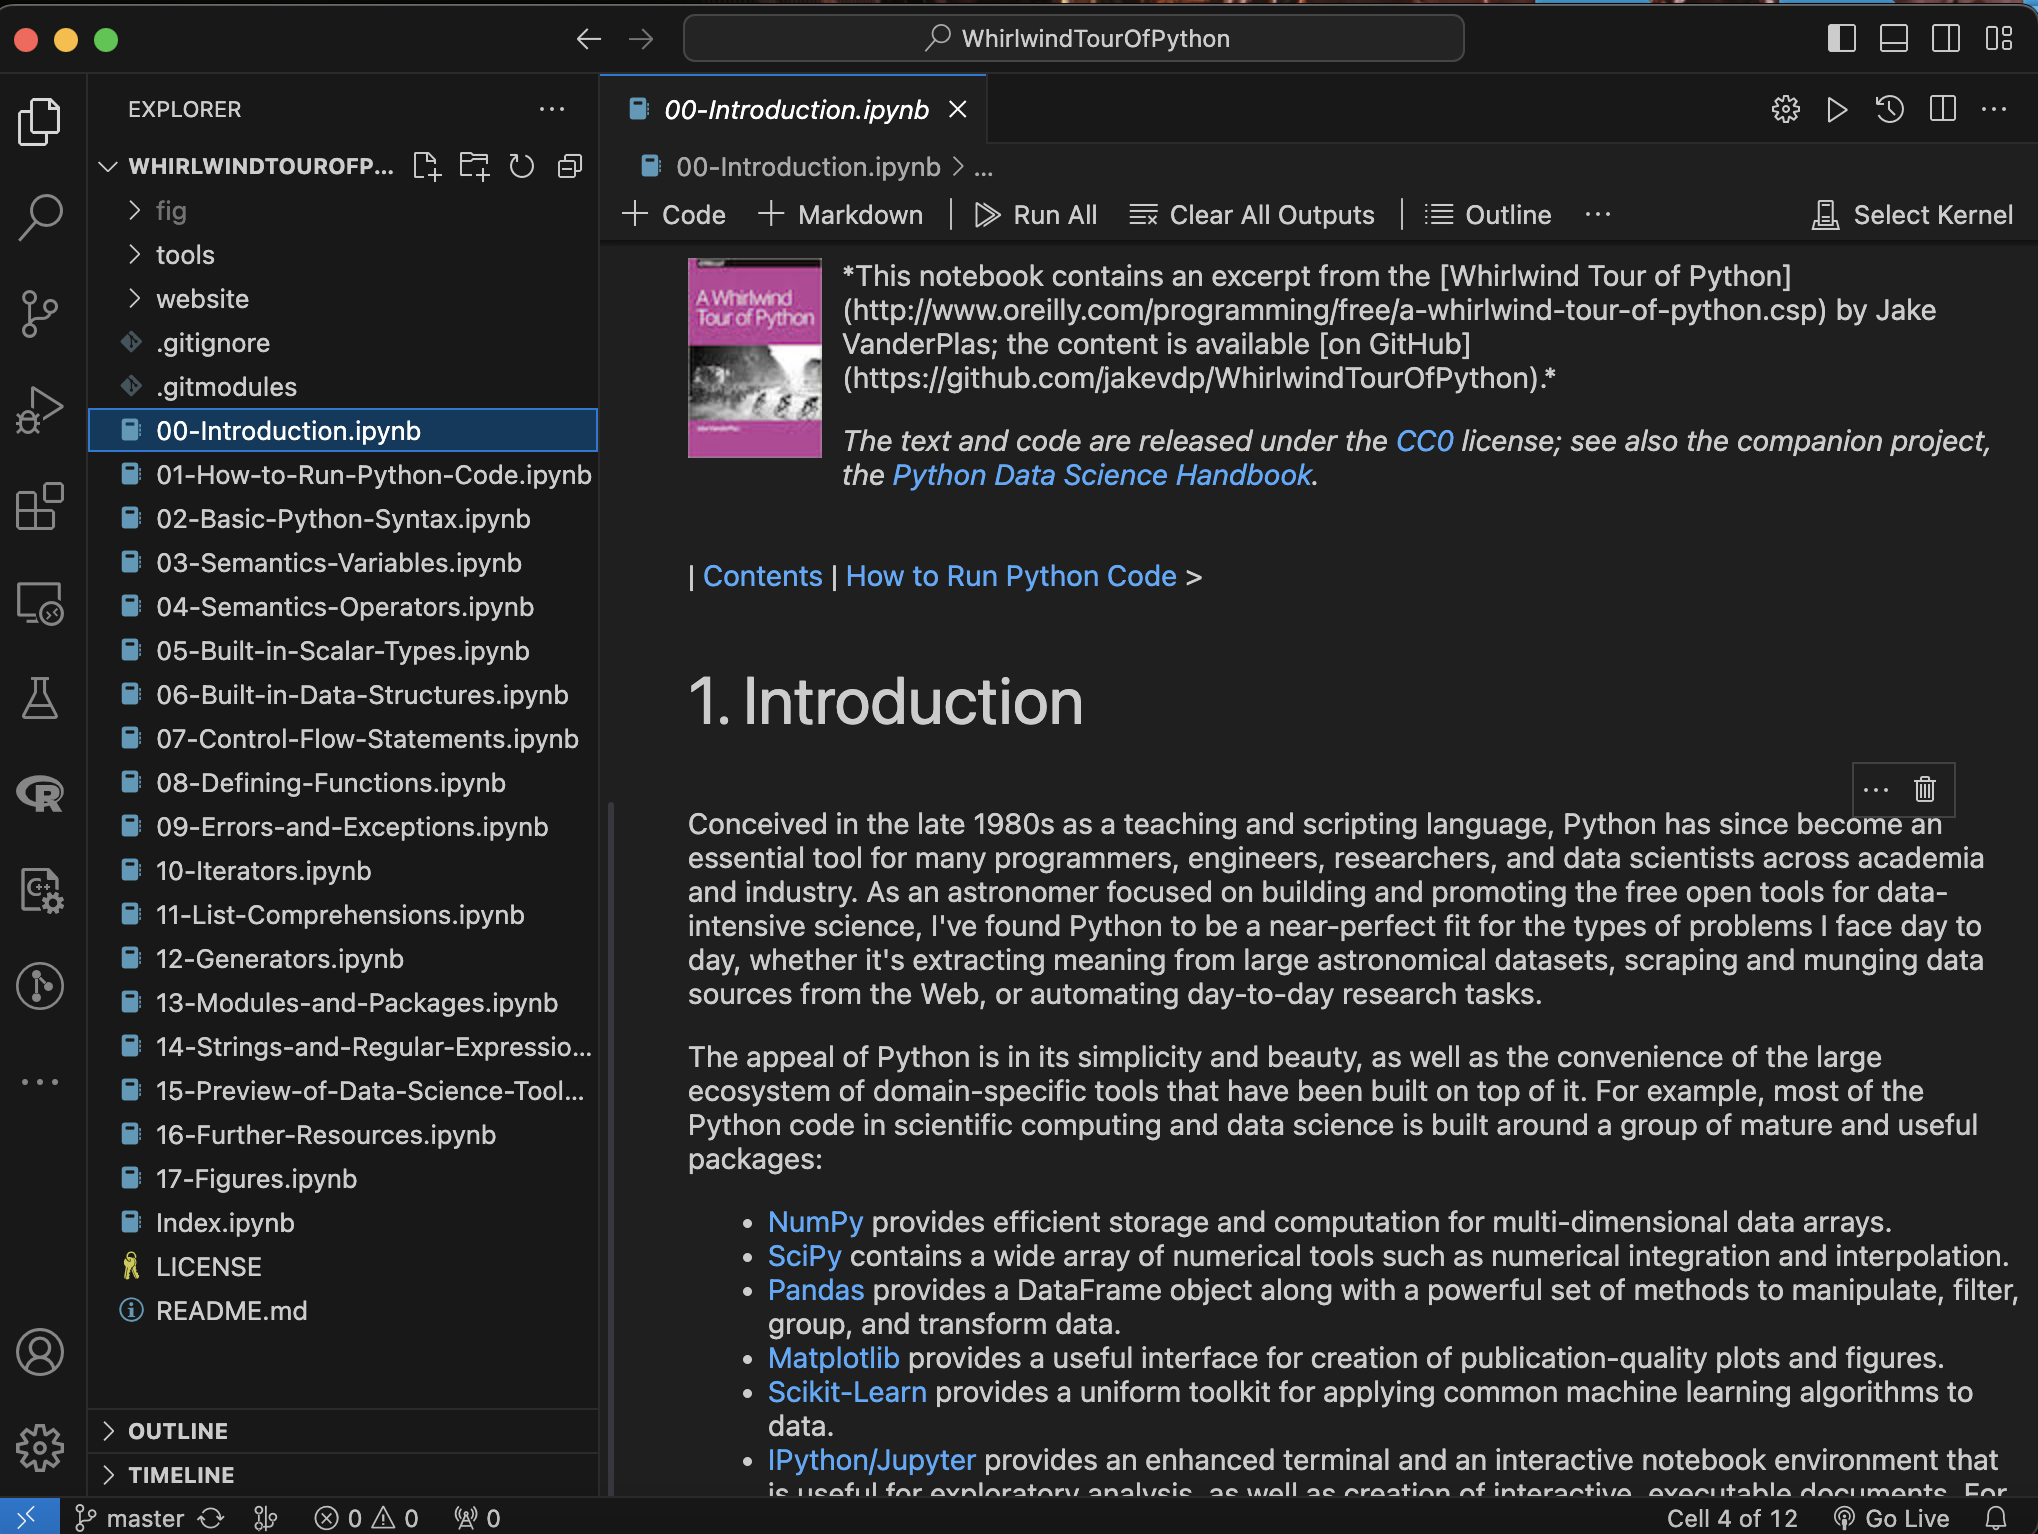 WhirlwindTourOfPython
EXPLORER
WHIRLWINDTOUROFP...
fig
tools
website
.gitignore
.gitmodules
00-Introduction.ipynb
01-How-to-Run-Python-Code.ipynb
02-Basic-Python-Syntax.ipynb
03-Semantics-Variables.ipynb
04-Semantics-Operators.ipynb
05-Built-in-Scalar-Types.ipynb
06-Built-in-Data-Structures.ipynb
07-Control-Flow-Statements.ipynb
08-Defining-Functions.ipynb
09-Errors-and-Exceptions.ipynb
10-Iterators.ipynb
11-List-Comprehensions.ipynb
12-Generators.ipynb
13-Modules-and-Packages.ipynb
14-Strings-and-Regular-Expressio...
15-Preview-of-Data-Science-Tool...
16-Further-Resources.ipynb
17-Figures.ipynb
Index.ipynb
LICENSE
README.md
OUTLINE
TIMELINE
00-Introduction.ipynb
00-Introduction.ipynb > ...
+ Code + Markdown | Run All Clear All Outputs | Outline ... Select Kernel
A Whirlwind
Tour of Python
*This notebook contains an excerpt from the [Whirlwind Tour of Python]
(http://www.oreilly.com/programming/free/a-whirlwind-tour-of-python.csp) by Jake
VanderPlas; the content is available [on GitHub]
(https://github.com/jakevdp/WhirlwindTourOfPython).*
The text and code are released under the CC0 license; see also the companion project,
the Python Data Science Handbook.
| Contents | How to Run Python Code >
1. Introduction
Conceived in the late 1980s as a teaching and scripting language, Python has since become an
essential tool for many programmers, engineers, researchers, and data scientists across academia
and industry. As an astronomer focused on building and promoting the free open tools for data-
intensive science, I've found Python to be a near-perfect fit for the types of problems I face day to
day, whether it's extracting meaning from large astronomical datasets, scraping and munging data
sources from the Web, or automating day-to-day research tasks.
The appeal of Python is in its simplicity and beauty, as well as the convenience of the large
ecosystem of domain-specific tools that have been built on top of it. For example, most of the
Python code in scientific computing and data science is built around a group of mature and useful
packages:
• NumPy provides efficient storage and computation for multi-dimensional data arrays.
• SciPy contains a wide array of numerical tools such as numerical integration and interpolation.
• Pandas provides a DataFrame object along with a powerful set of methods to manipulate, filter,
group, and transform data.
• Matplotlib provides a useful interface for creation of publication-quality plots and figures.
• Scikit-Learn provides a uniform toolkit for applying common machine learning algorithms to
data.
• IPython/Jupyter provides an enhanced terminal and an interactive notebook environment that
is useful for exploratory analysis, as well as creation of interactive, executable documents. For
master 0 0 0 Cell 4 of 12 Go Live